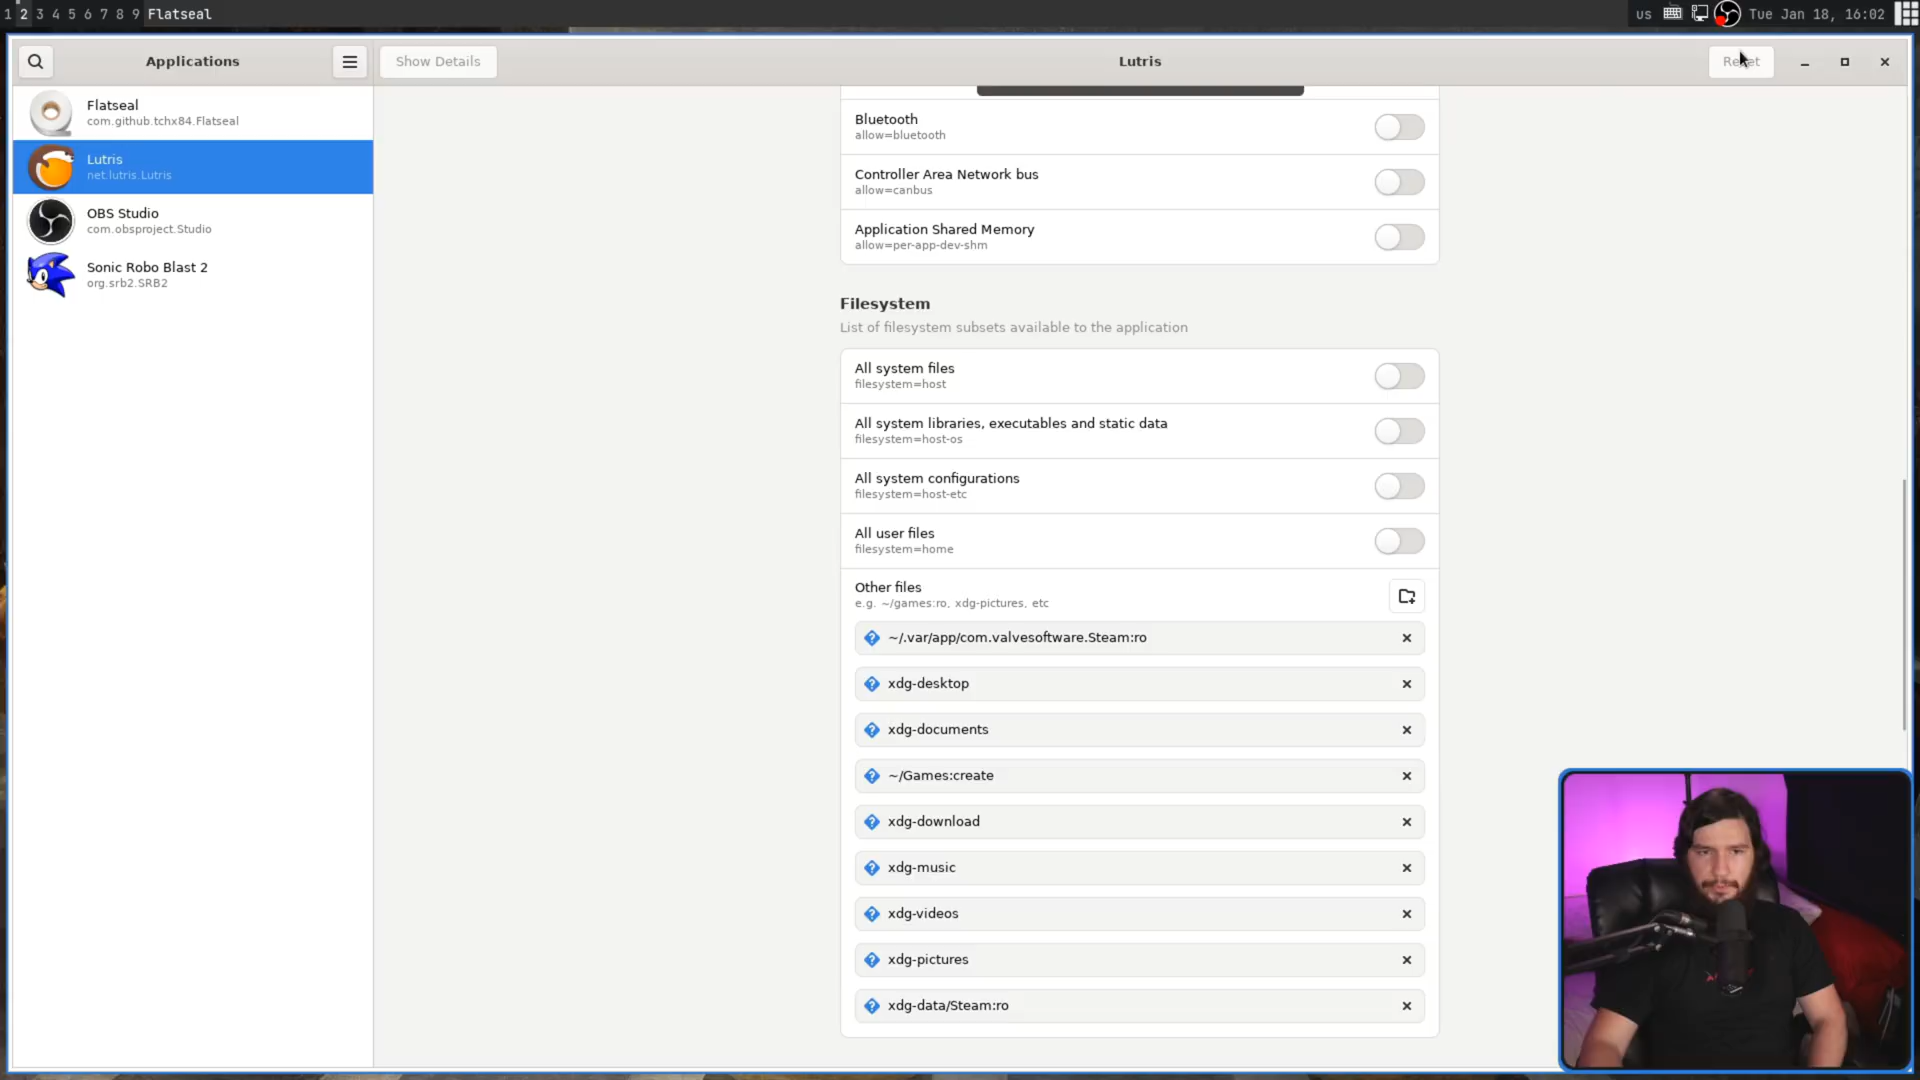 1 2 3 4 5 6 7 8 9 Flatseal
us
Tue Jan 18, 16:02
Applications
Show Details
Lutris
Flatseal
com.github.tchx84.Flatseal
Lutris
net.lutris.Lutris
OBS Studio
com.obsproject.Studio
Sonic Robo Blast 2
org.srb2.SRB2
Bluetooth
allow=bluetooth
Controller Area Network bus
allow=canbus
Application Shared Memory
allow=per-app-dev-shm
Filesystem
List of filesystem subsets available to the application
All system files
filesystem=host
All system libraries, executables and static data
filesystem=host-os
All system configurations
filesystem=host-etc
All user files
filesystem=home
Other files
e.g. ~/games:ro, xdg-pictures, etc
~/.var/app/com.valvesoftware.Steam:ro
xdg-desktop
xdg-documents
~/Games:create
xdg-download
xdg-music
xdg-videos
xdg-pictures
xdg-data/Steam:ro